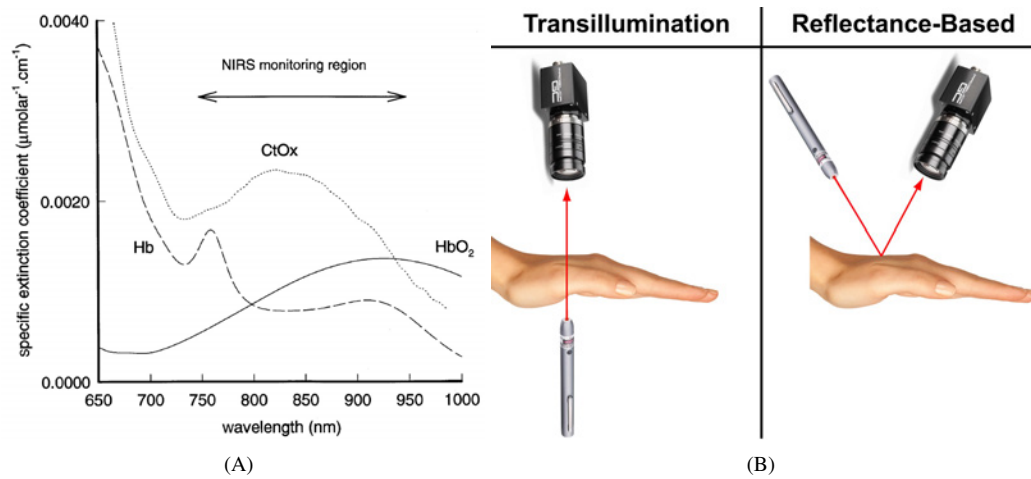 0.0040
0.0020
0.0000
650 700 750 800 850 900 950 1000
wavelength (nm)
specific extinction coefficient (μmolar⁻¹.cm⁻¹)
NIRS monitoring region
CtOx
Hb
HbO₂
(A)
Transillumination
Reflectance-Based
(B)